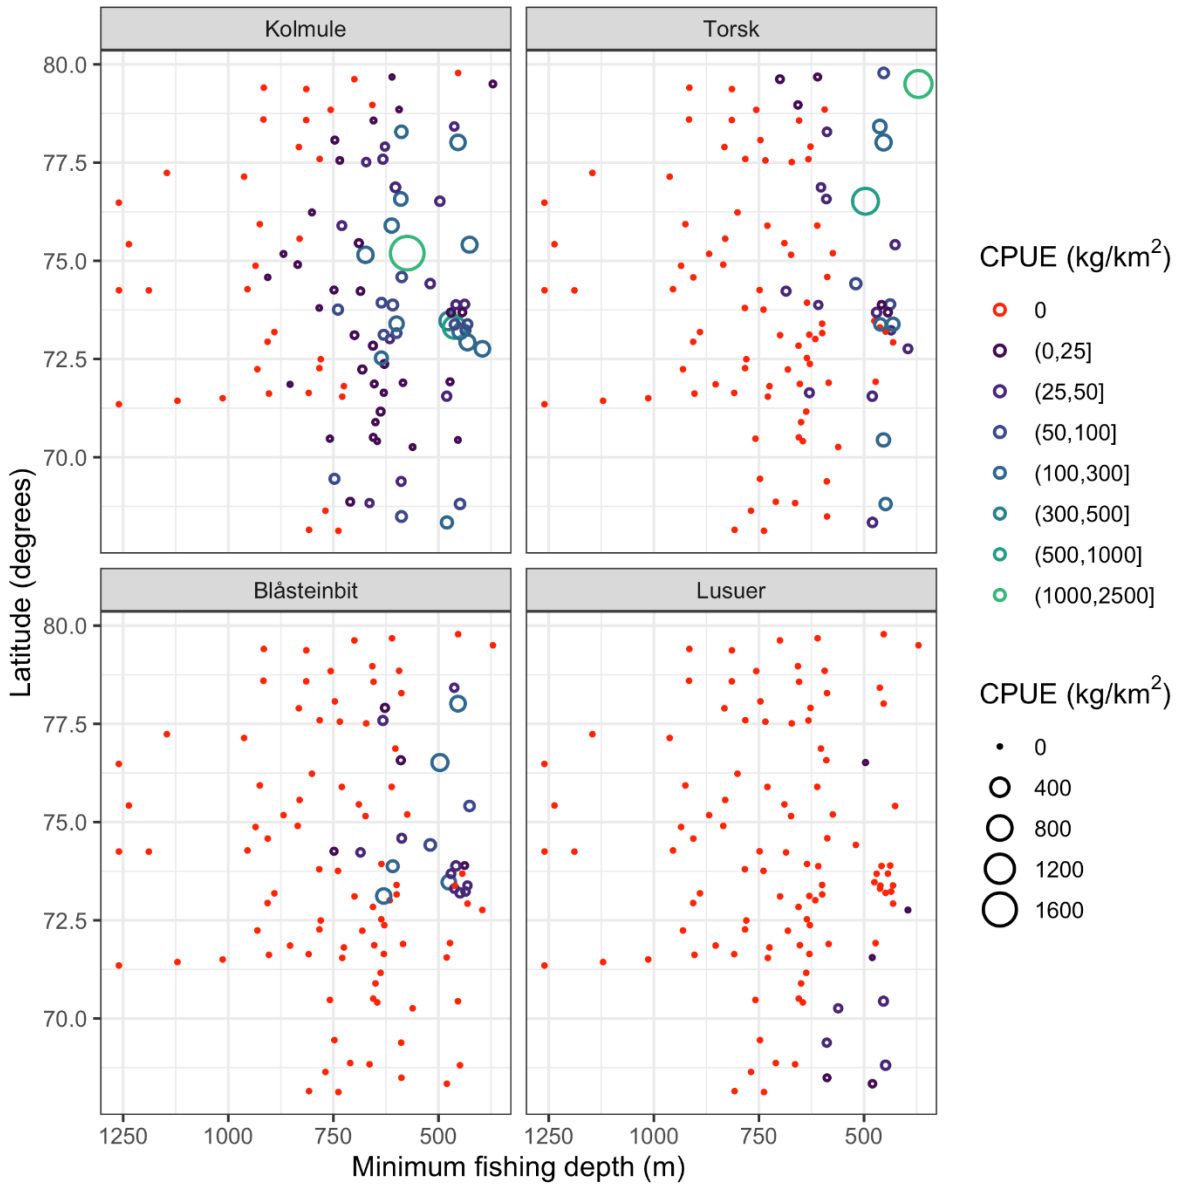 Kolmule
Torsk
80.0
77.5
75.0
72.5
70.0
Blåsteinbit
Lusuer
80.0
77.5
75.0
72.5
70.0
1250 1000 750 500
1250 1000 750 500
Minimum fishing depth (m)
Latitude (degrees)
CPUE (kg/km²)
0
(0,25]
(25,50]
(50,100]
(100,300]
(300,500]
(500,1000]
(1000,2500]
CPUE (kg/km²)
0
400
800
1200
1600